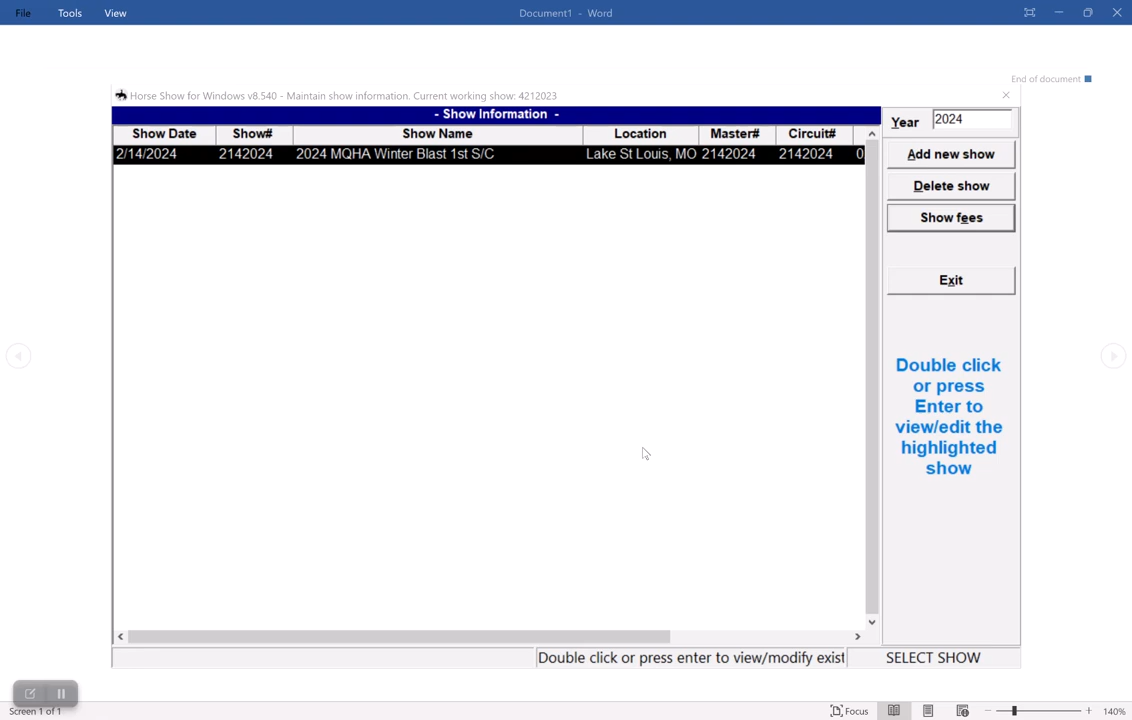 File Tools View Document1 - Word
End of document
Horse Show for Windows v8.540 - Maintain show information. Current working show: 4212023
- Show Information -
Year 2024
Show Date Show# Show Name Location Master# Circuit#
2/14/2024 2142024 2024 MQHA Winter Blast 1st S/C Lake St Louis, MO 2142024 2142024 0
Add new show
Delete show
Show fees
Exit
Double click
or press
Enter to
view/edit the
highlighted
show
Double click or press enter to view/modify exist SELECT SHOW
Screen 1 of 1 Focus 140%